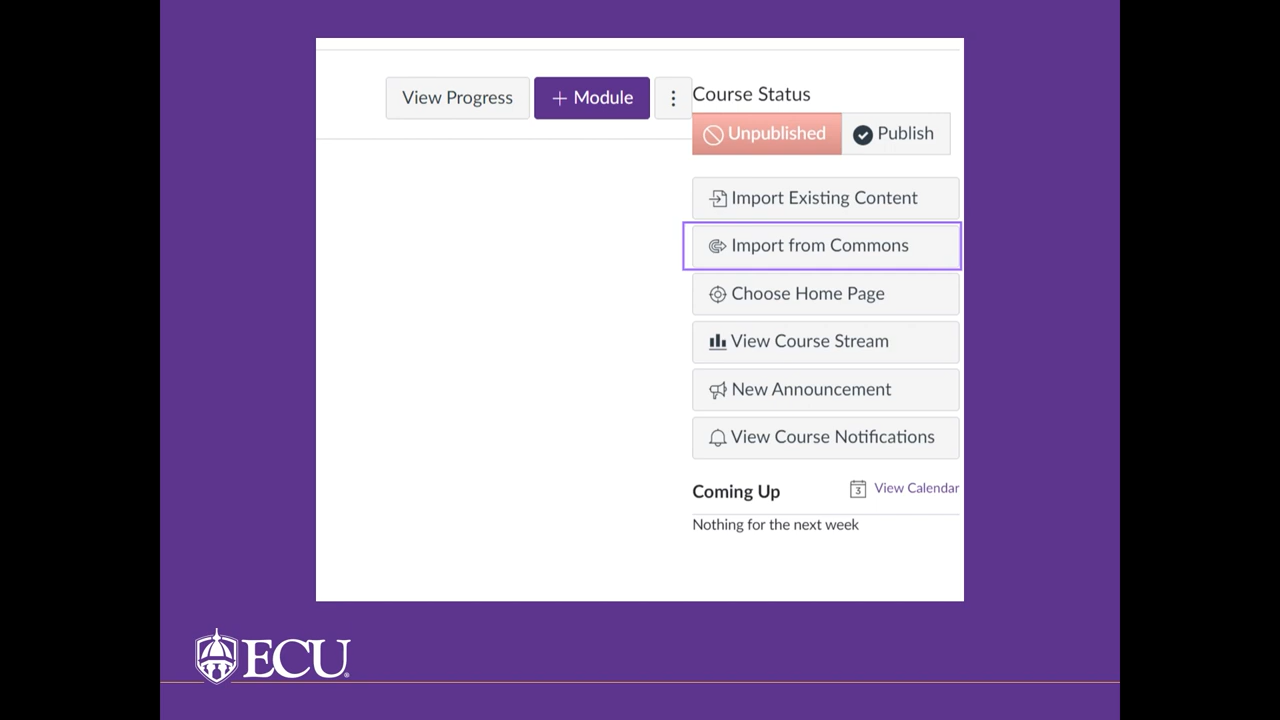 View Progress
+ Module
Course Status
Unpublished
Publish
Import Existing Content
Import from Commons
Choose Home Page
View Course Stream
New Announcement
View Course Notifications
Coming Up
3
View Calendar
Nothing for the next week
ECU®